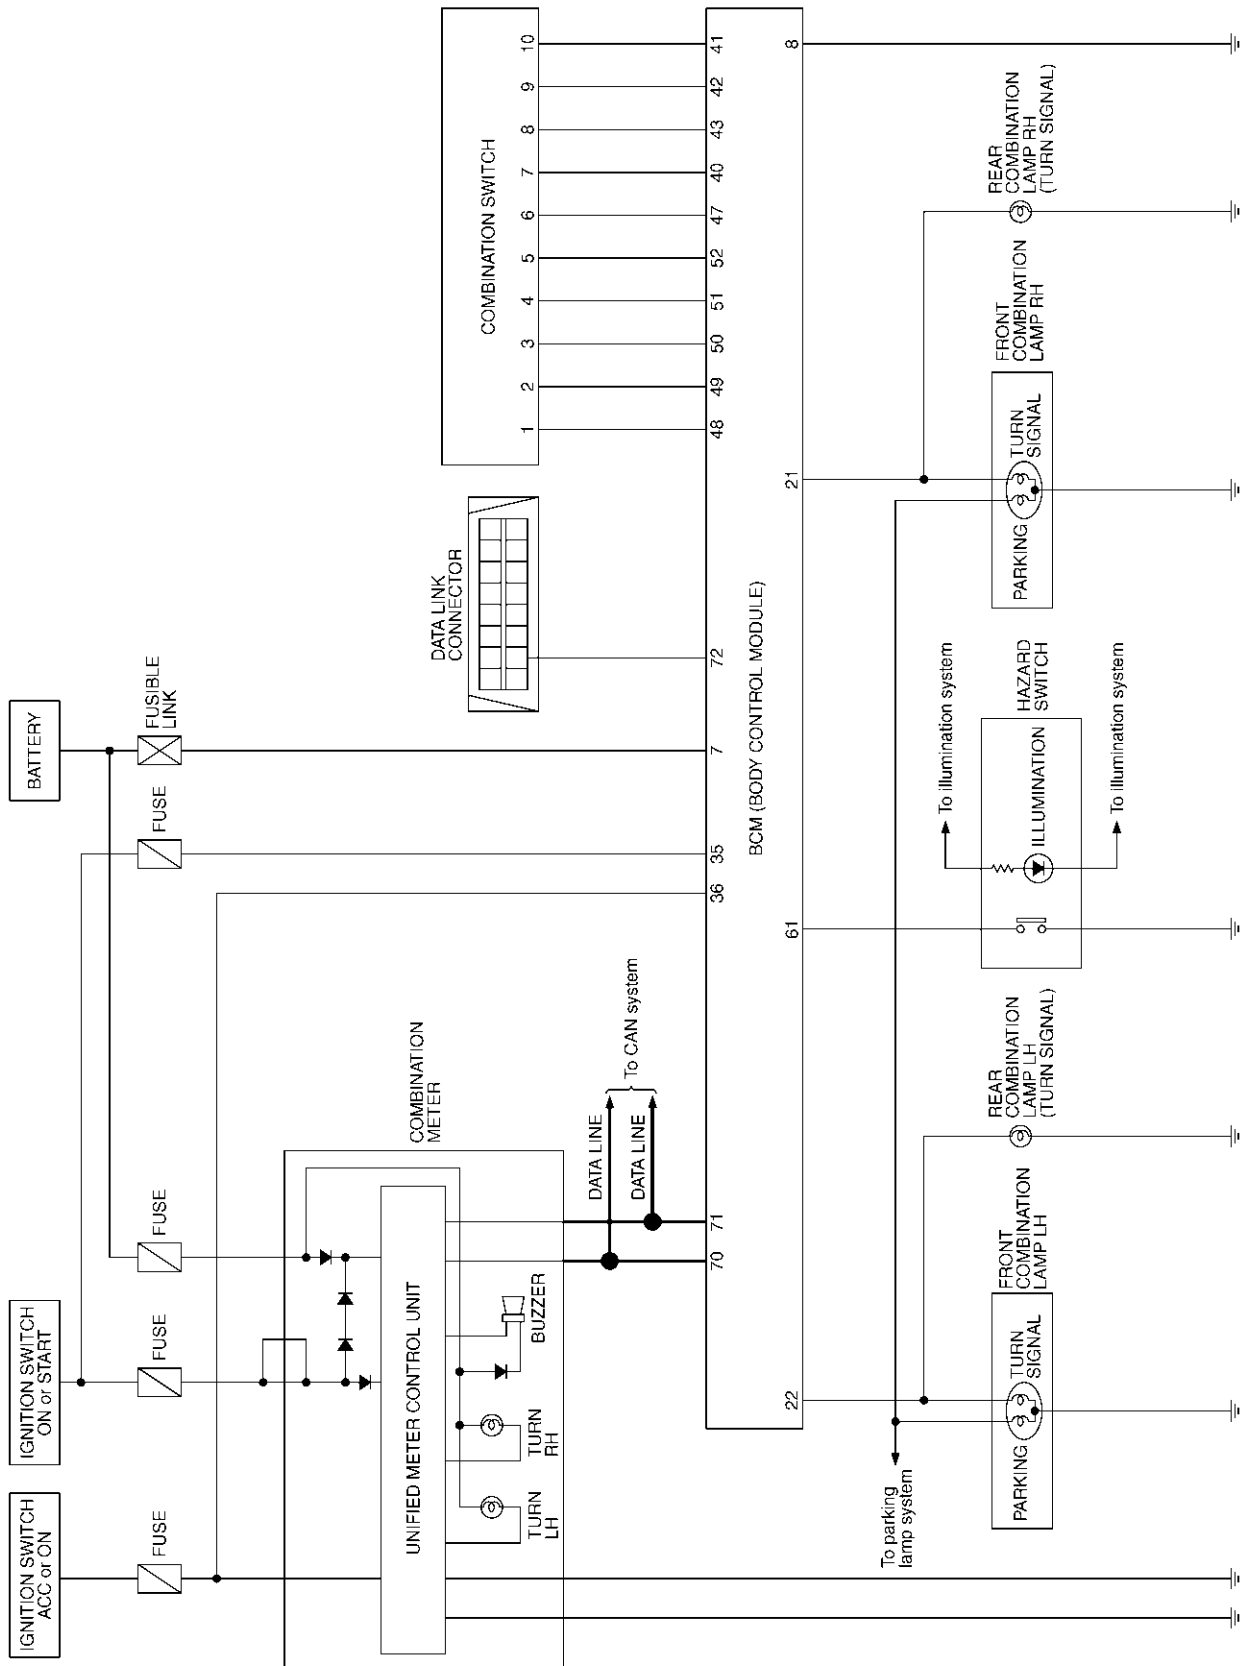 IGNITION SWITCH
ACC or ON
IGNITION SWITCH
ON or START
BATTERY
FUSE
FUSE
FUSE
FUSE
FUSIBLE
LINK
COMBINATION
METER
UNIFIED METER CONTROL UNIT
TURN
LH
TURN
RH
BUZZER
DATA LINE
DATA LINE
To CAN system
DATA LINK
CONNECTOR
COMBINATION SWITCH
1
2
3
4
5
6
7
8
9
10
70
71
36
35
7
72
48
49
50
51
52
47
40
43
42
41
BCM (BODY CONTROL MODULE)
22
61
21
8
To parking
lamp system
PARKING
TURN
SIGNAL
FRONT
COMBINATION
LAMP LH
REAR
COMBINATION
LAMP LH
(TURN SIGNAL)
To illumination system
ILLUMINATION
HAZARD
SWITCH
To illumination system
PARKING
TURN
SIGNAL
FRONT
COMBINATION
LAMP RH
REAR
COMBINATION
LAMP RH
(TURN SIGNAL)